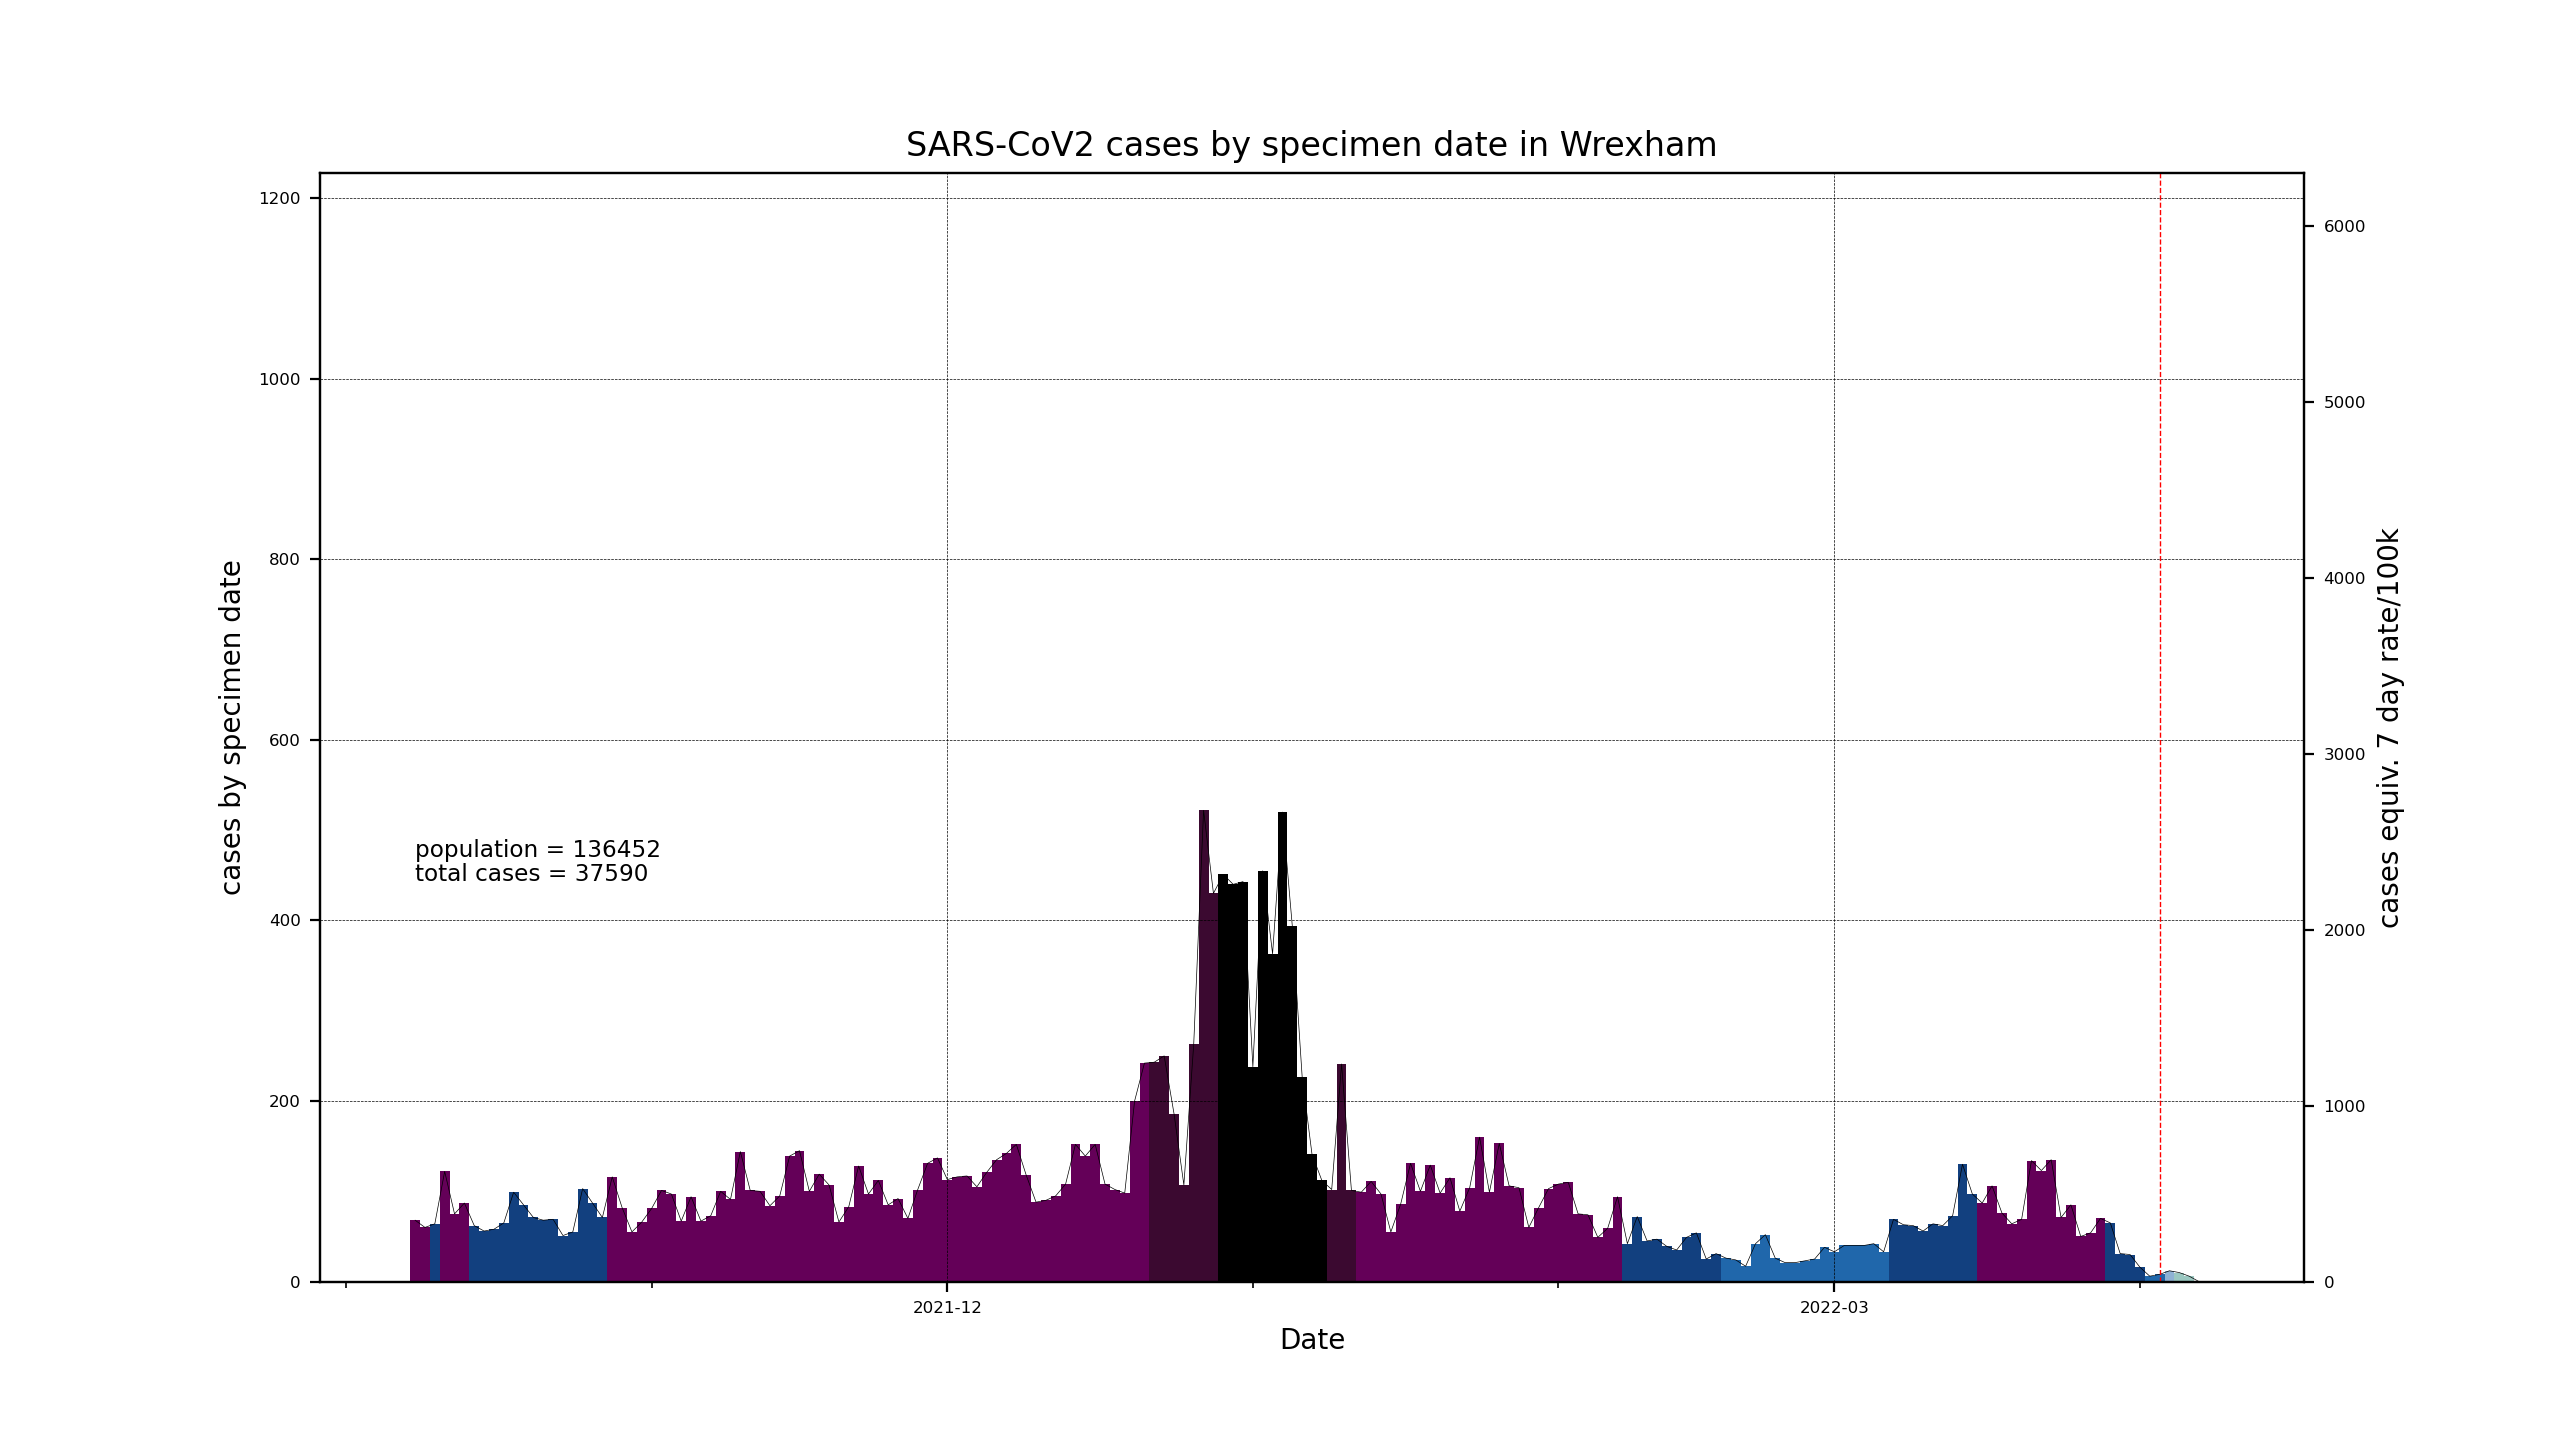 SARS-CoV2 cases by specimen date in Wrexham
1200
1000
800
600
400
200
0
cases by specimen date
population = 136452
total cases = 37590
6000
5000
4000
3000
2000
1000
0
cases equiv. 7 day rate/100k
2021-12
2022-03
Date